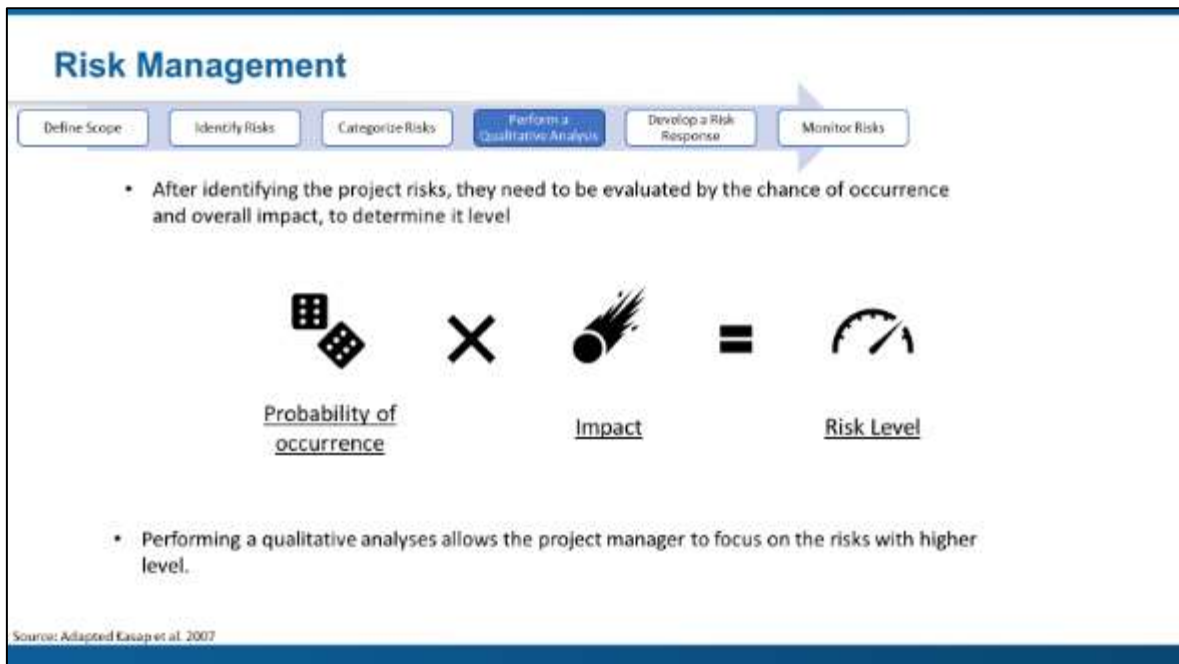 Risk Management
Define Scope
Identify Risks
Categorize Risks
Perform a
Qualitative Analysis
Develop a Risk
Response
Monitor Risks
• After identifying the project risks, they need to be evaluated by the chance of occurrence
and overall impact, to determine it level
Probability of
occurrence
Impact
Risk Level
• Performing a qualitative analyses allows the project manager to focus on the risks with higher
level.
Source: Adapted Kasap et al. 2007